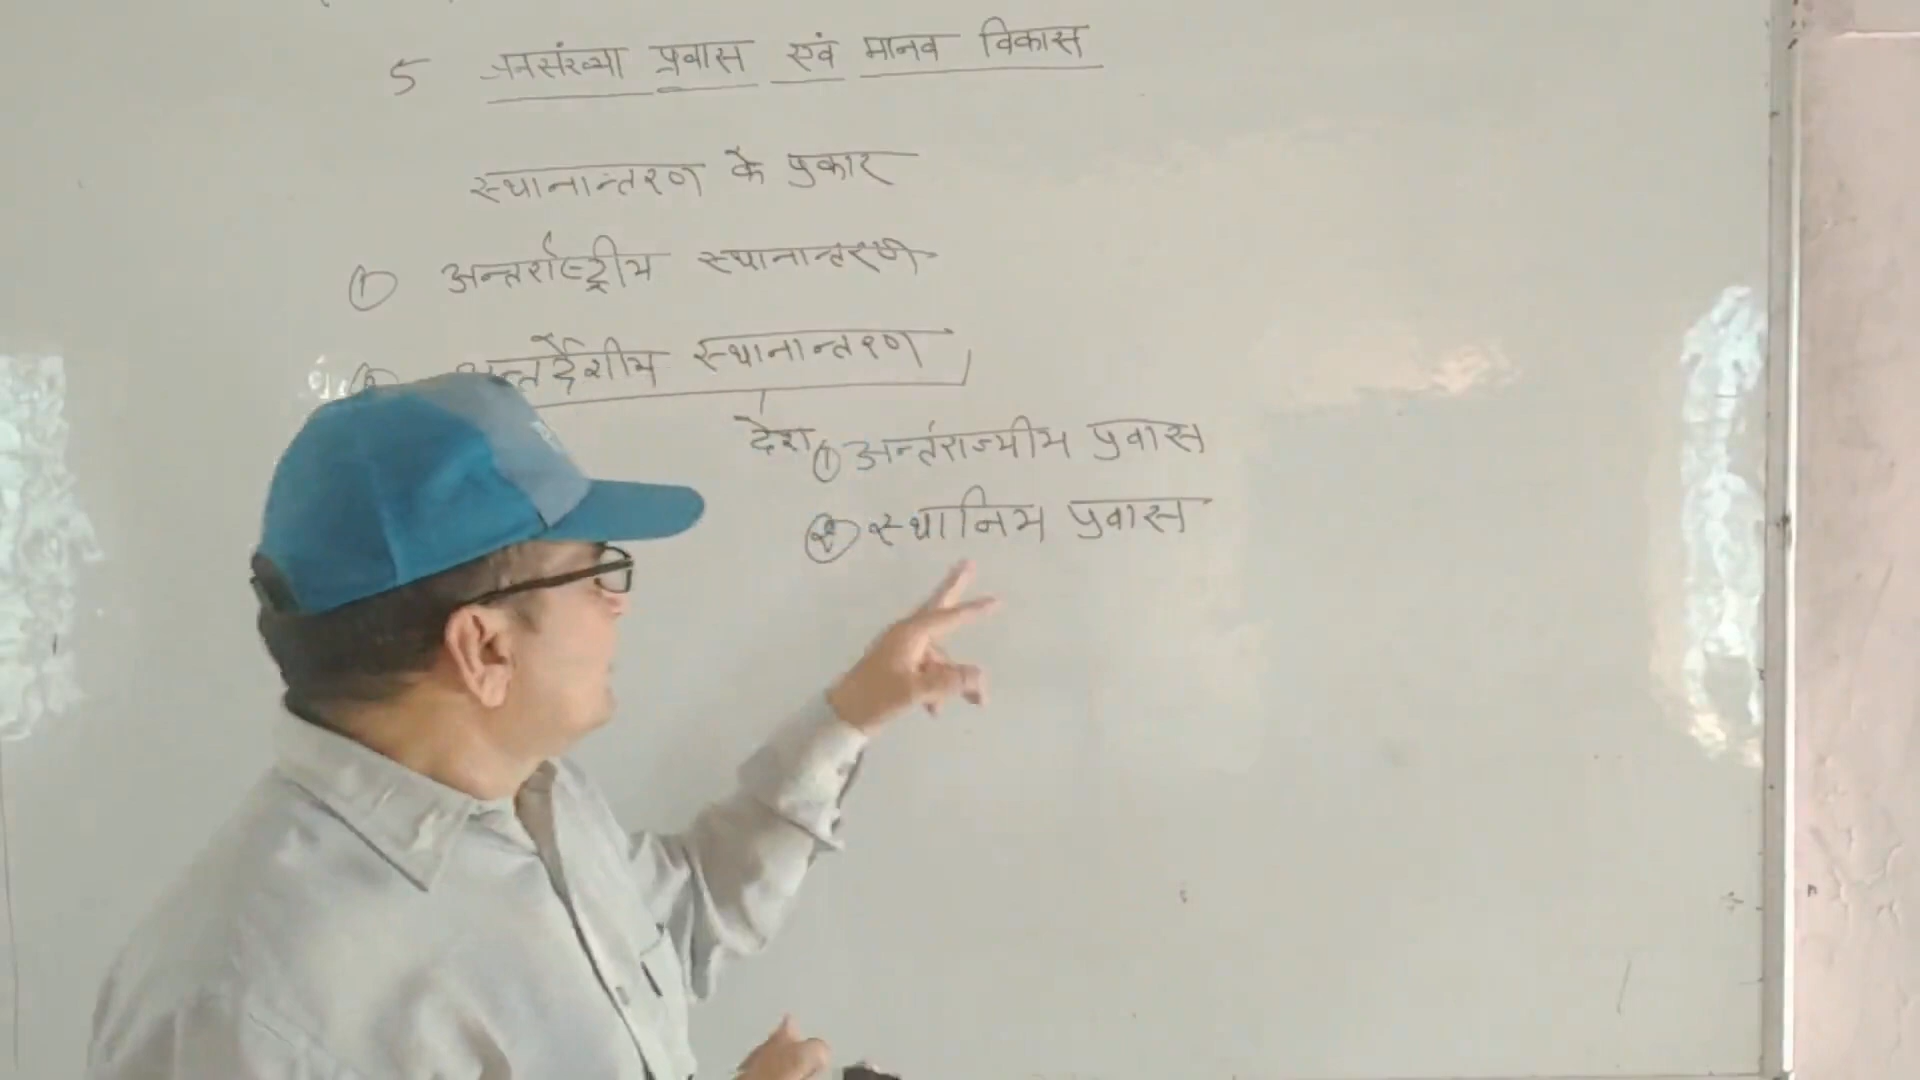 5 जनसंख्या प्रवास एवं मानव विकास
स्थानान्तरण के प्रकार
① अन्तर्राष्ट्रीय स्थानान्तरण
अन्तर्देशीय स्थानान्तरण
देश ① अर्न्तराज्यीय प्रवास
② स्थानिय प्रवास